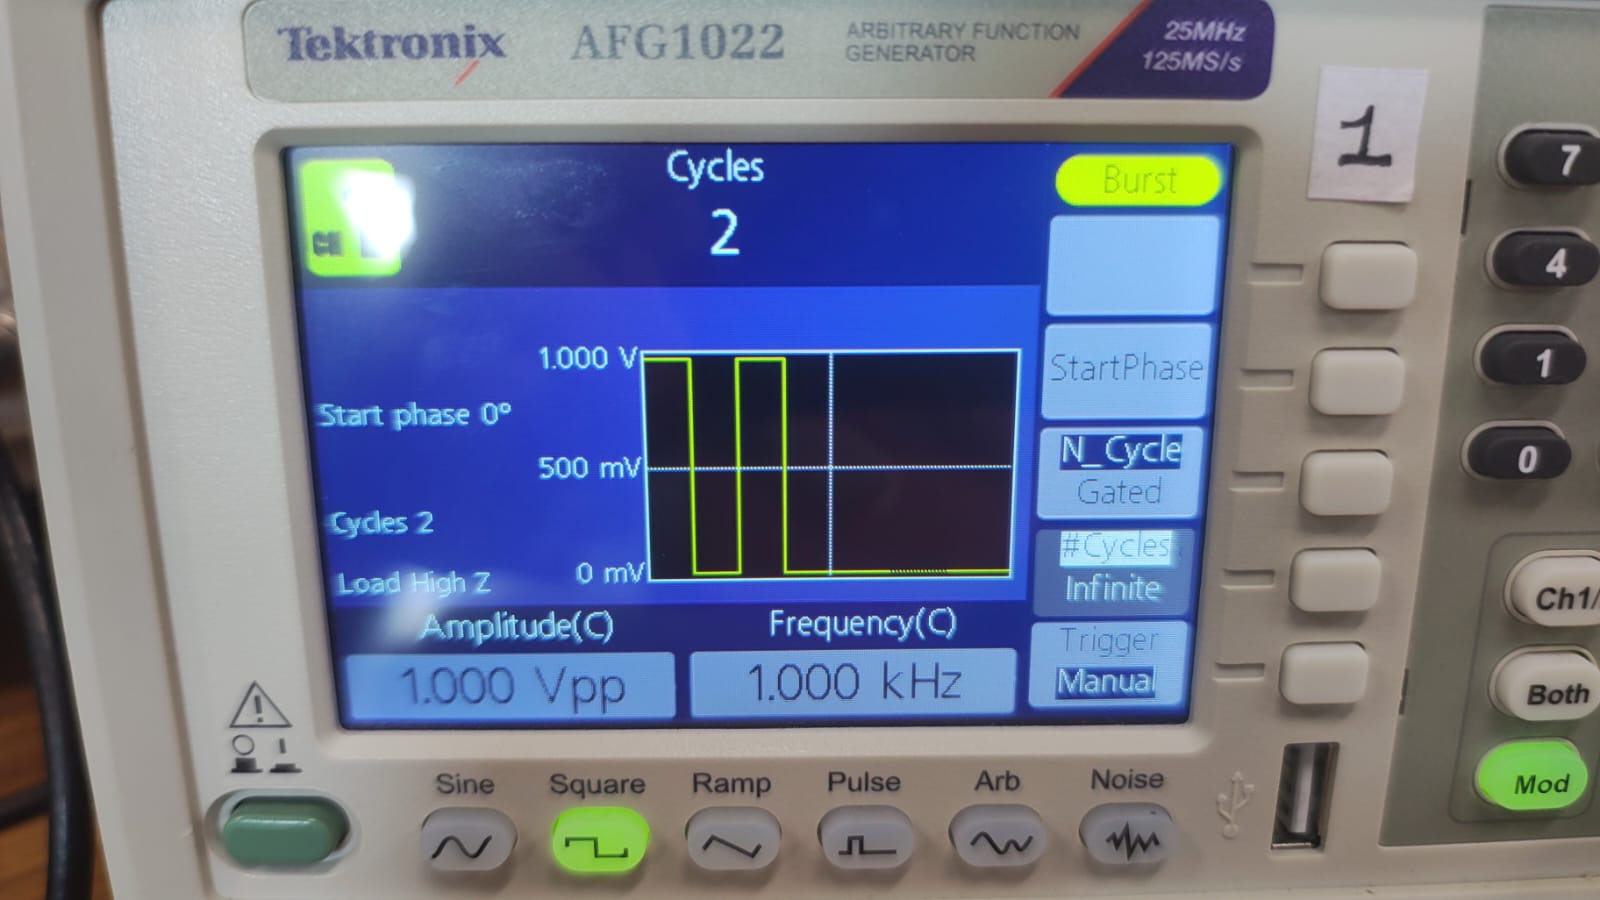 Tektronix AFG1022 ARBITRARY FUNCTION GENERATOR
25MHz
125MS/s
1
Cycles
2
Burst
StartPhase
N_Cycle
Gated
#Cycles
Infinite
Trigger
Manual
1.000 V
Start phase 0°
500 mV
Cycles 2
0 mV
Load High Z
Amplitude(C) Frequency(C)
1.000 Vpp 1.000 kHz
Sine Square Ramp Pulse Arb Noise
7
4
1
0
Ch1/
Both
Mod